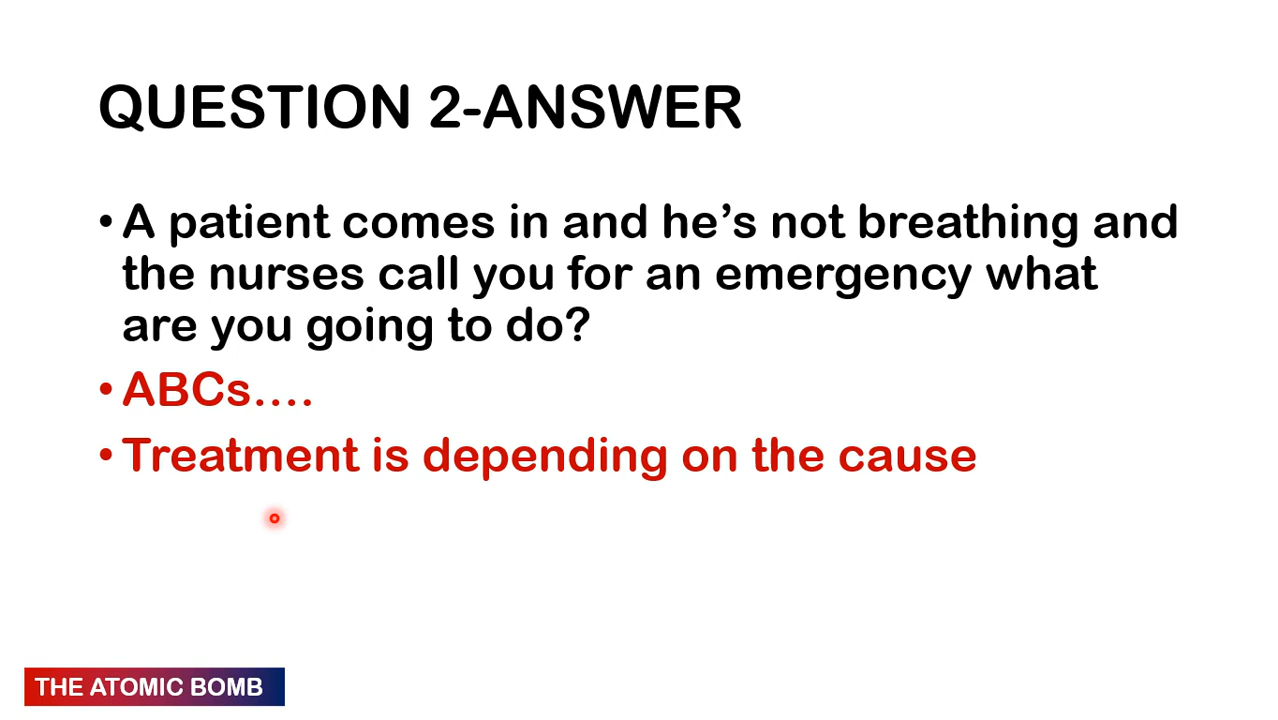 QUESTION 2-ANSWER
• A patient comes in and he’s not breathing and
the nurses call you for an emergency what
are you going to do?
• ABCs....
• Treatment is depending on the cause
THE ATOMIC BOMB